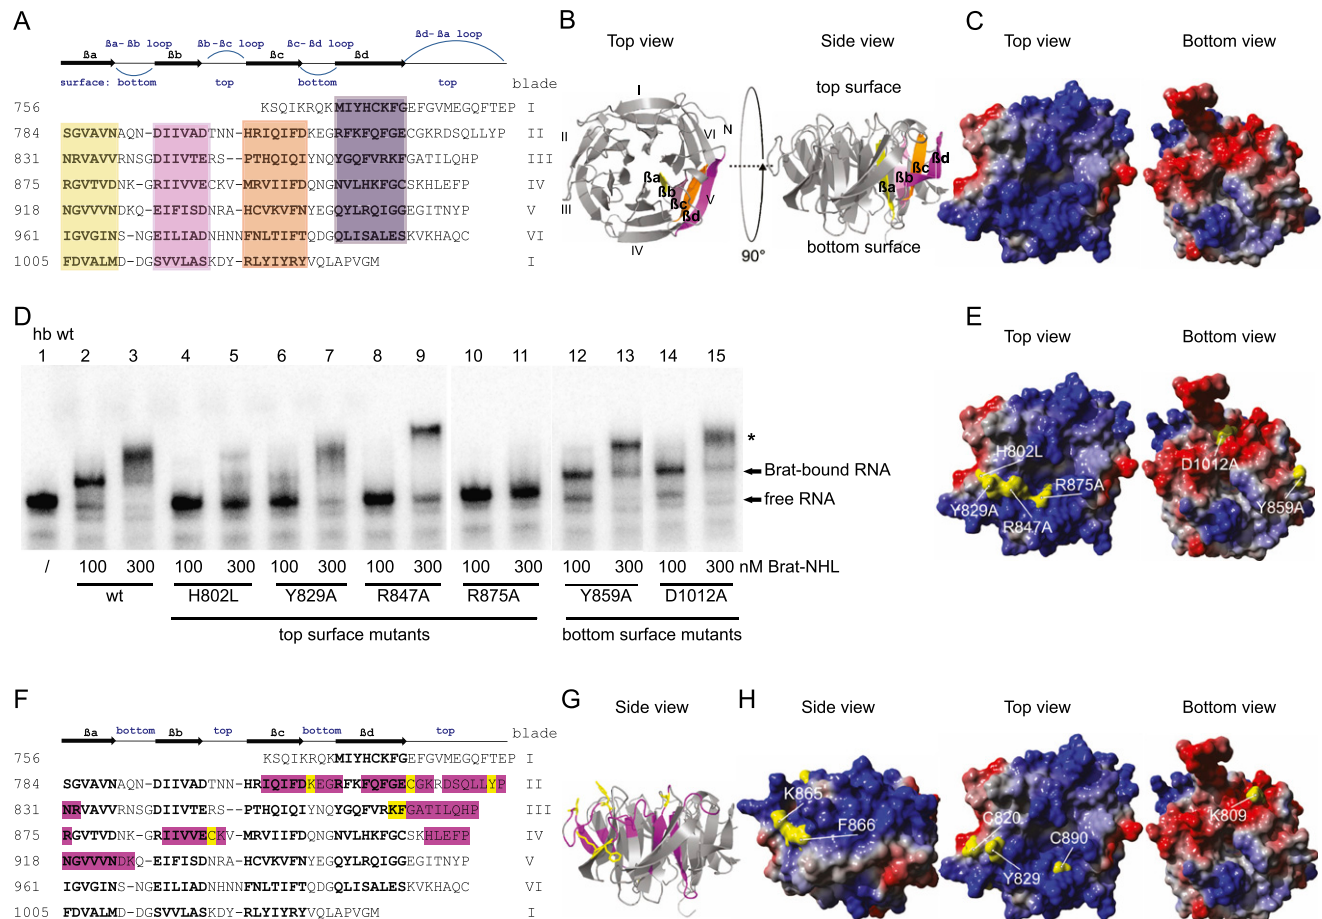 A
ßa-ßb loop ßb-ßc loop ßc-ßd loop ßd-ßa loop
ßa ßb ßc ßd
surface: bottom top bottom top blade
756 KSQIKRQKMIYHCKFGEFGVMEGQFTEP I
784 SGVAVNAQN-DIIVADTNN-HRIQIFDKEGRFKFQFGECGKRDSQLLYP II
831 NRVAVVRNSGDIIVTERS--PTHQIQIYNQYGQFVRKFGATILQHP III
875 RGVTVDNK-GRIIVVECKV-MRVIIFDQNGNVLHKFGCSKHLEFP IV
918 NGVVVNDKQ-EIFISDNRA-HCVKVFNYEGQYLRQIGGEGITNYP V
961 IGVGINSNG-EILIADNHNNFNLTIFTQDGQLISALESKVKHAQC VI
1005 FDVALMD-DGSVVLASKDY-RLYIYRYVQLAPVGM I
B
Top view Side view
top surface
I
II VI N
ßa ßb ßc ßd
III V
IV
ßa ßb ßc ßd
bottom surface
90°
C
Top view Bottom view
D
hb wt
1 2 3 4 5 6 7 8 9 10 11 12 13 14 15
*
Brat-bound RNA
free RNA
/ 100 300 100 300 100 300 100 300 100 300 100 300 100 300 nM Brat-NHL
wt H802L Y829A R847A R875A Y859A D1012A
top surface mutants bottom surface mutants
E
Top view Bottom view
H802L
R875A
Y829A
R847A
D1012A
Y859A
F
ßa bottom ßb top ßc bottom ßd top
blade
756 KSQIKRQKMIYHCKFGEFGVMEGQFTEP I
784 SGVAVNAQN-DIIVADTNN-HRIQIFDKEGRFKFQFGECGKRDSQLLYP II
831 NRVAVVRNSGDIIVTERS--PTHQIQIYNQYGQFVRKFGATILQHP III
875 RGVTVDNK-GRIIVVECKV-MRVIIFDQNGNVLHKFGCSKHLEFP IV
918 NGVVVNDKQ-EIFISDNRA-HCVKVFNYEGQYLRQIGGEGITNYP V
961 IGVGINS-NGEILIADNHNNFNLTIFTQDGQLISALESKVKHAQC VI
1005 FDVALMD-DGSVVLASKDY-RLYIYRYVQLAPVGM I
G
Side view
H
Side view Top view Bottom view
K865
F866
C820
C890
Y829
K809